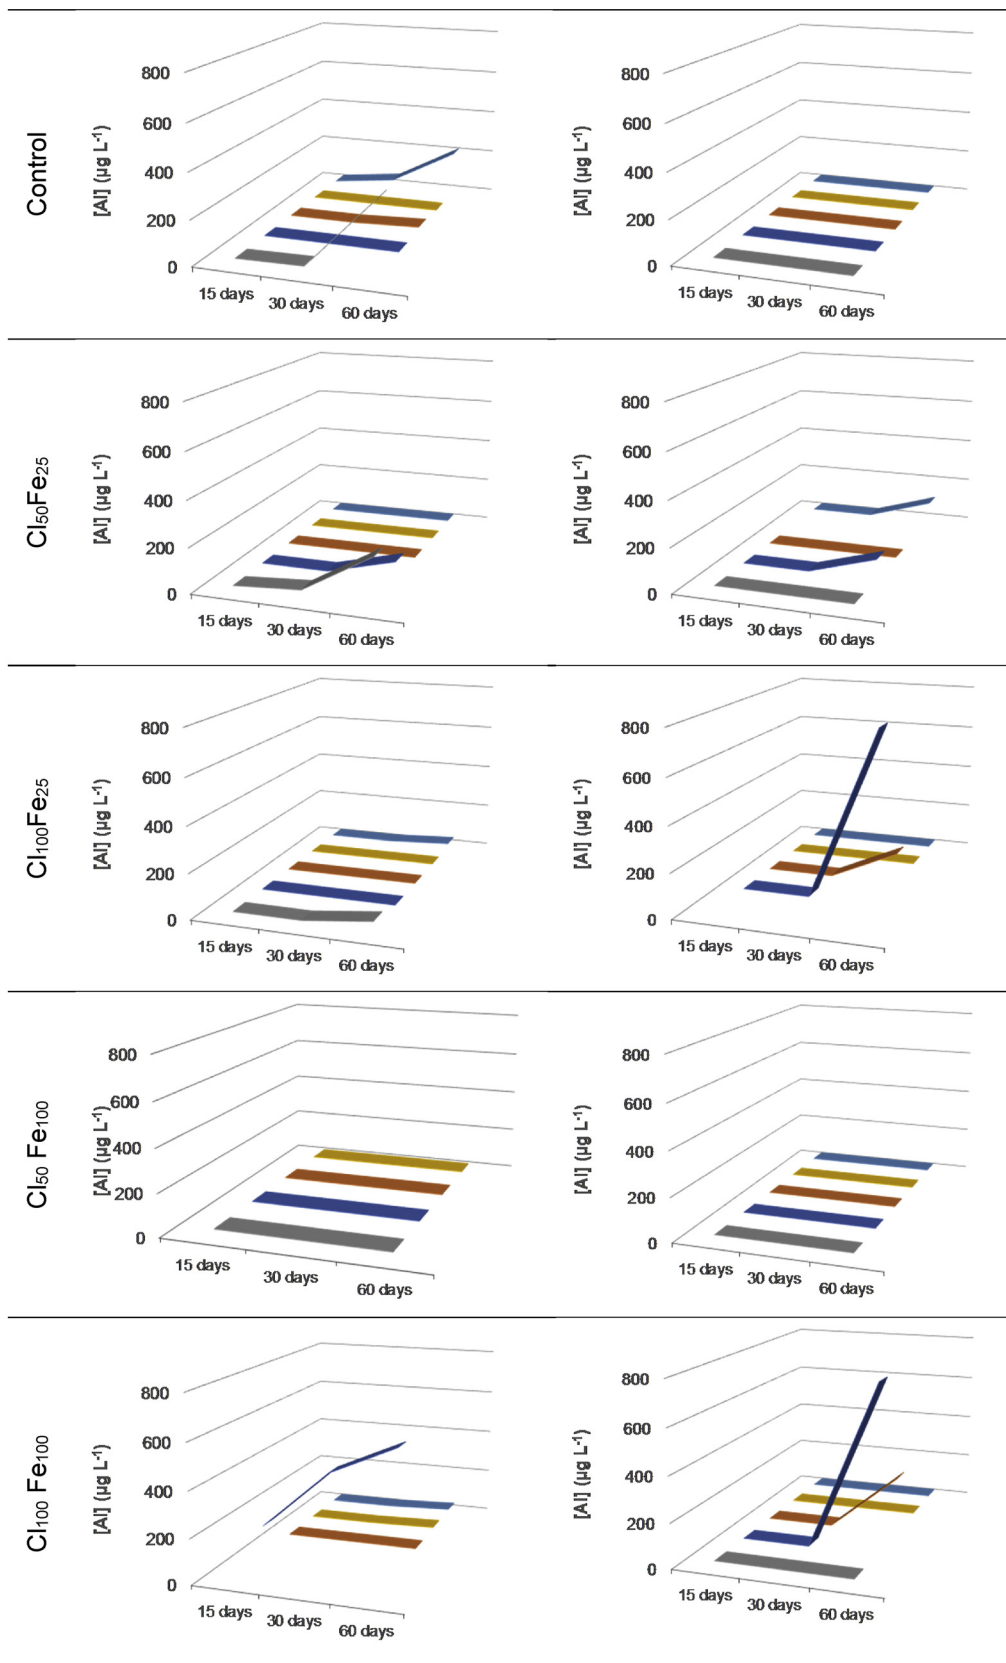 Control
[Al] (µg L⁻¹)
800
600
400
200
0
15 days
30 days
60 days
[Al] (µg L⁻¹)
800
600
400
200
0
15 days
30 days
60 days
Cl₅₀Fe₂₅
[Al] (µg L⁻¹)
800
600
400
200
0
15 days
30 days
60 days
[Al] (µg L⁻¹)
800
600
400
200
0
15 days
30 days
60 days
Cl₁₀₀Fe₂₅
[Al] (µg L⁻¹)
800
600
400
200
0
15 days
30 days
60 days
[Al] (µg L⁻¹)
800
600
400
200
0
15 days
30 days
60 days
Cl₅₀ Fe₁₀₀
[Al] (µg L⁻¹)
800
600
400
200
0
15 days
30 days
60 days
[Al] (µg L⁻¹)
800
600
400
200
0
15 days
30 days
60 days
Cl₁₀₀ Fe₁₀₀
[Al] (µg L⁻¹)
800
600
400
200
0
15 days
30 days
60 days
[Al] (µg L⁻¹)
800
600
400
200
0
15 days
30 days
60 days